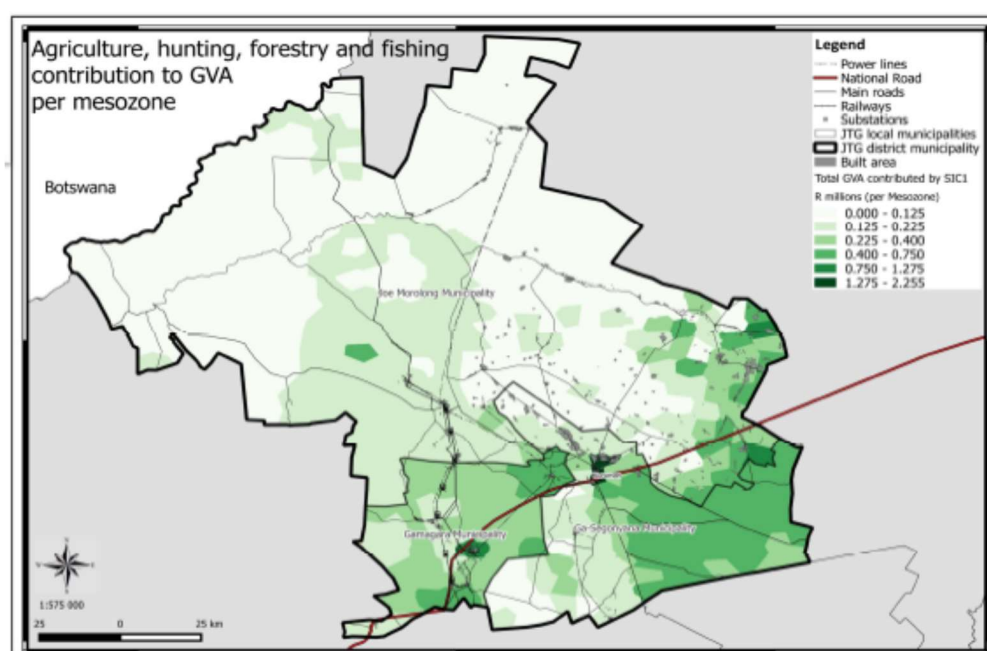 Agriculture, hunting, forestry and fishing
contribution to GVA
per mesozone
Botswana
Legend
Power lines
National Road
Main roads
Railways
Substations
JTG local municipalities
JTG district municipality
Built area
Total GVA contributed by SIC1
R millions (per Mesozone)
0.000 - 0.125
0.125 - 0.225
0.225 - 0.400
0.400 - 0.750
0.750 - 1.275
1.275 - 2.255
Joe Morolong Municipality
Gamagara Municipality
Ga-Segonyana Municipality
1:575 000
25 0 25 km